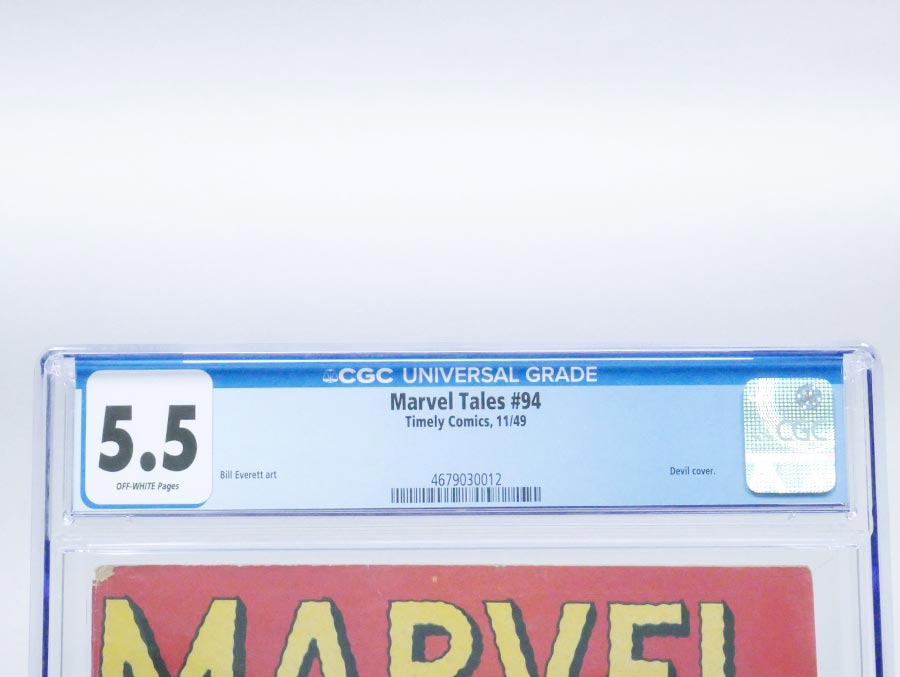 CGC UNIVERSAL GRADE
Marvel Tales #94
Timely Comics, 11/49
5.5
OFF-WHITE Pages
Bill Everett art
4679030012
Devil cover.
CGC
MARVEL